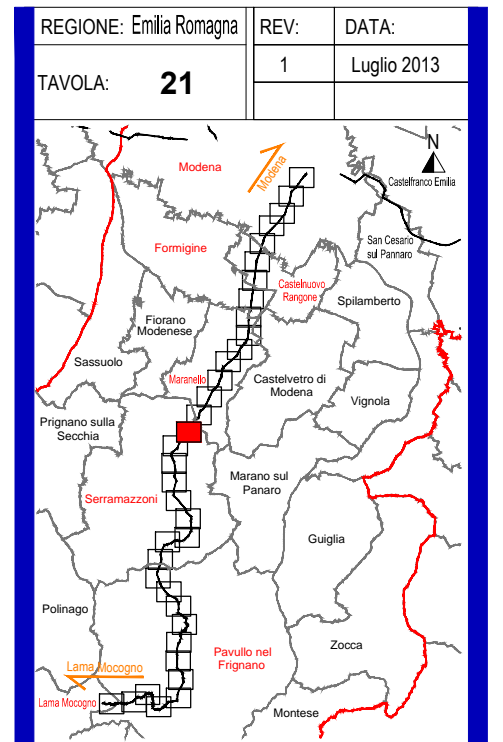 REGIONE: Emilia Romagna
REV:
DATA:
TAVOLA: 21
1
Luglio 2013
N
Modena
Modena
Castelfranco Emilia
Formigine
San Cesario
sul Pannaro
Castelnuovo
Rangone
Spilamberto
Fiorano
Modenese
Sassuolo
Maranello
Castelvetro di
Modena
Vignola
Prignano sulla
Secchia
Marano sul
Panaro
Serramazzoni
Guiglia
Polinago
Zocca
Pavullo nel
Frignano
Lama Mocogno
Lama Mocogno
Montese